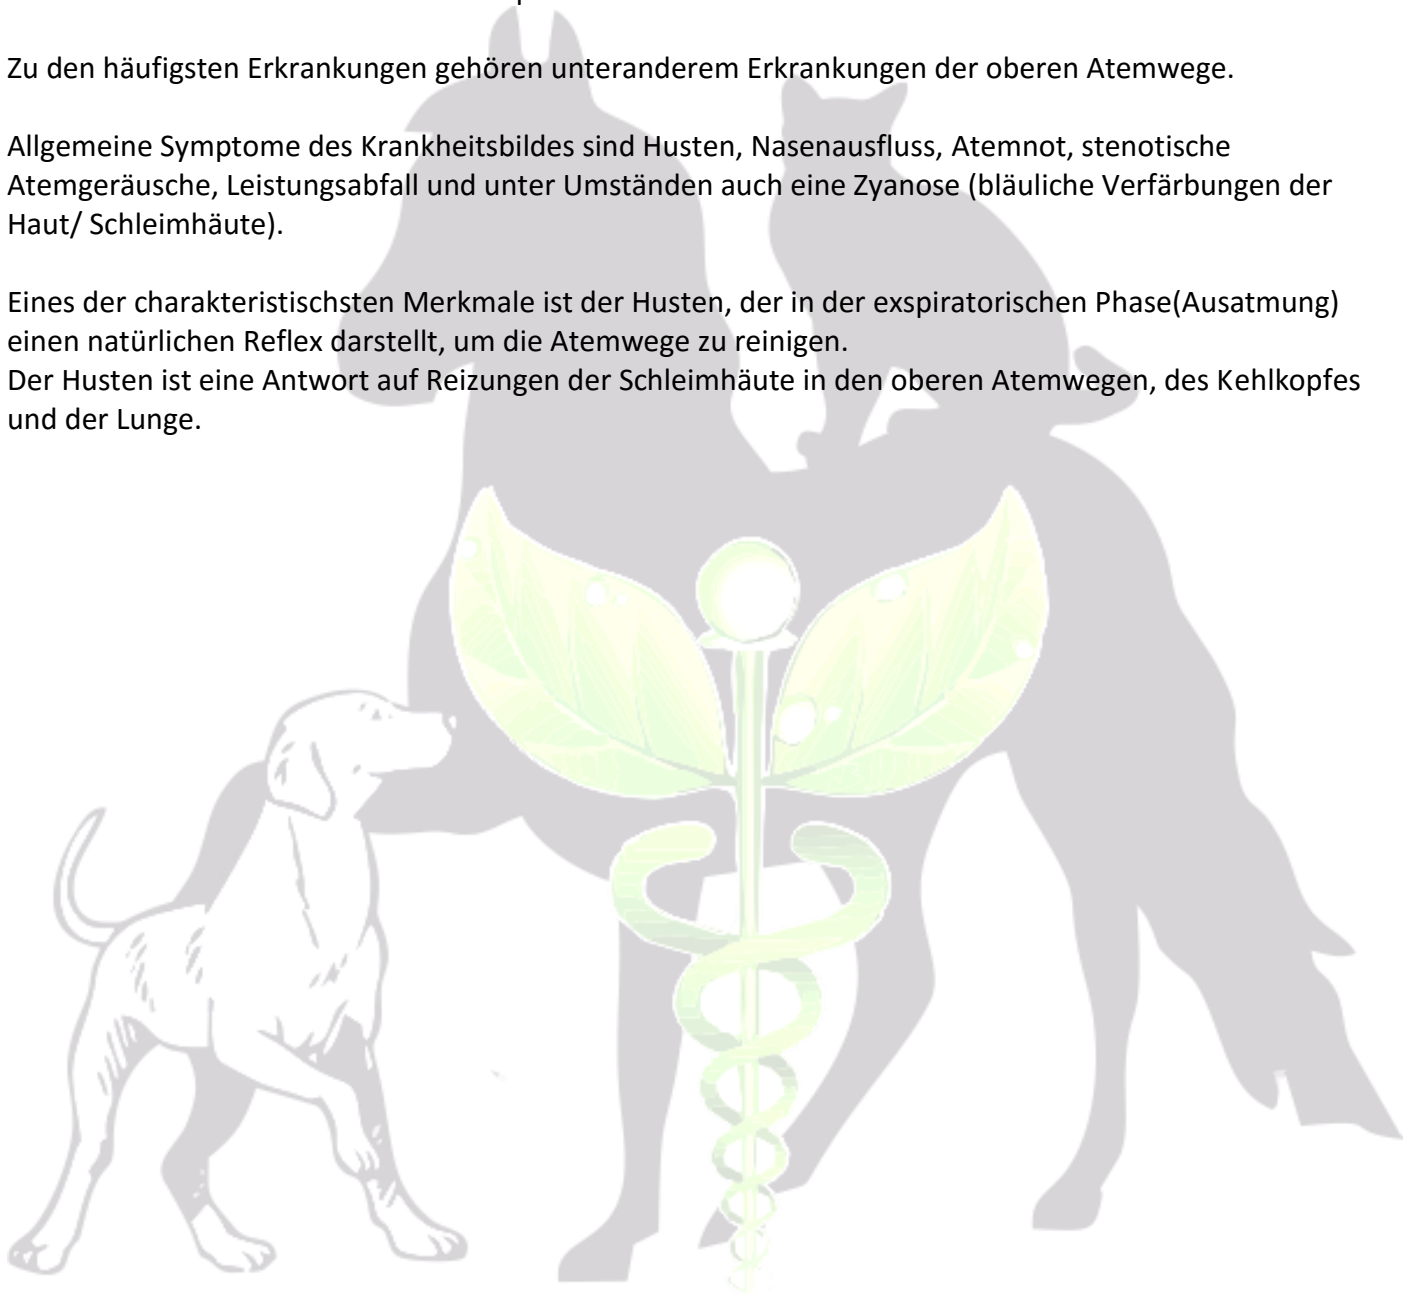 Zu den häufigsten Erkrankungen gehören unteranderem Erkrankungen der oberen Atemwege.
Allgemeine Symptome des Krankheitsbildes sind Husten, Nasenausfluss, Atemnot, stenotische
Atemgeräusche, Leistungsabfall und unter Umständen auch eine Zyanose (bläuliche Verfärbungen der
Haut/ Schleimhäute).
Eines der charakteristischsten Merkmale ist der Husten, der in der exspiratorischen Phase(Ausatmung)
einen natürlichen Reflex darstellt, um die Atemwege zu reinigen.
Der Husten ist eine Antwort auf Reizungen der Schleimhäute in den oberen Atemwegen, des Kehlkopfes
und der Lunge.